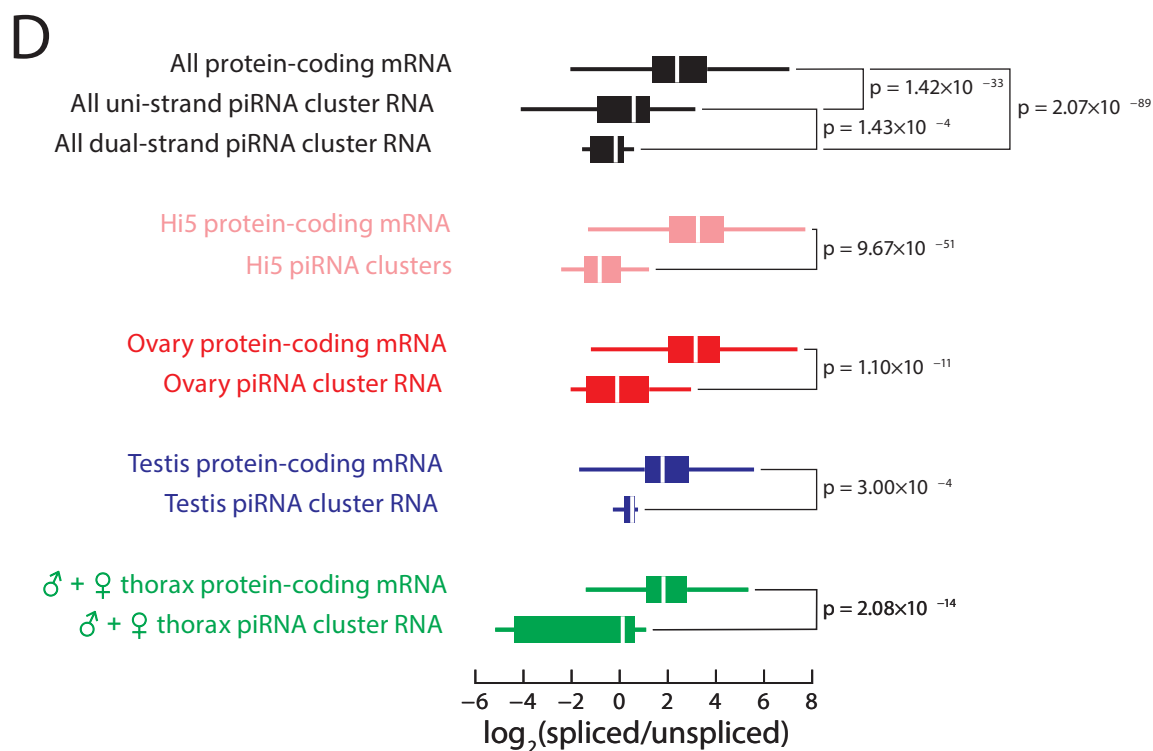 D
All protein-coding mRNA
All uni-strand piRNA cluster RNA
All dual-strand piRNA cluster RNA
p = 1.42×10 −33
p = 1.43×10 −4
p = 2.07×10 −89
Hi5 protein-coding mRNA
Hi5 piRNA clusters
p = 9.67×10 −51
Ovary protein-coding mRNA
Ovary piRNA cluster RNA
p = 1.10×10 −11
Testis protein-coding mRNA
Testis piRNA cluster RNA
p = 3.00×10 −4
♂ + ♀ thorax protein-coding mRNA
♂ + ♀ thorax piRNA cluster RNA
p = 2.08×10 −14
−6 −4 −2 0 2 4 6 8
log2(spliced/unspliced)